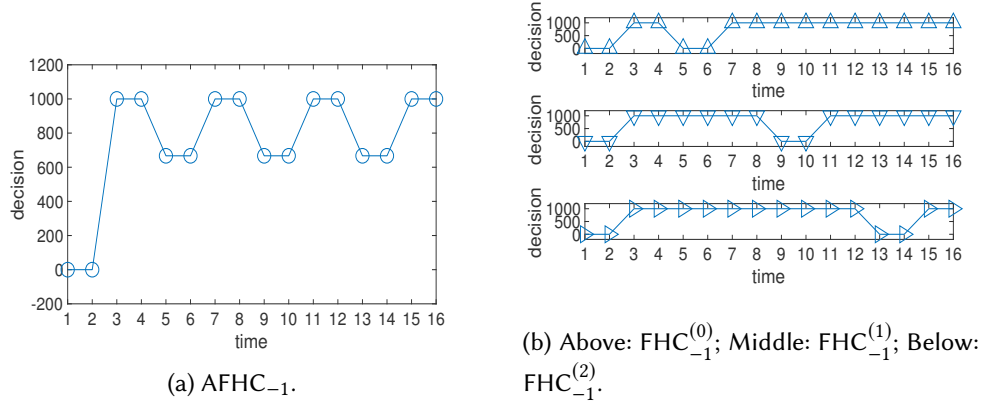 1200
1000
800
600
400
200
0
-200
decision
1 2 3 4 5 6 7 8 9 10 11 12 13 14 15 16
time
(a) AFHC₋₁.
1000
500
0
decision
1 2 3 4 5 6 7 8 9 10 11 12 13 14 15 16
time
1000
500
0
decision
1 2 3 4 5 6 7 8 9 10 11 12 13 14 15 16
time
1000
500
0
decision
1 2 3 4 5 6 7 8 9 10 11 12 13 14 15 16
time
(b) Above: FHC₋₁⁽⁰⁾; Middle: FHC₋₁⁽¹⁾; Below:
FHC₋₁⁽²⁾.